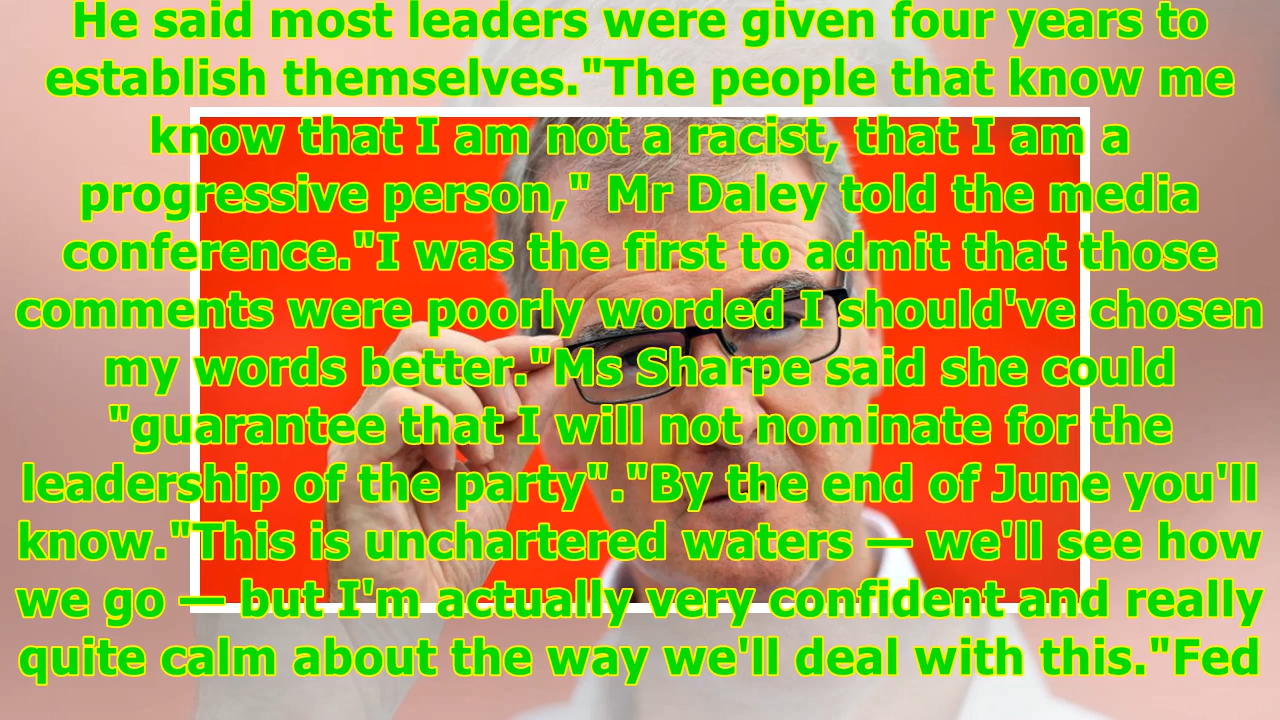 He said most leaders were given four years to
establish themselves."The people that know me
know that I am not a racist, that I am a
progressive person," Mr Daley told the media
conference."I was the first to admit that those
comments were poorly worded I should've chosen
my words better."Ms Sharpe said she could
"guarantee that I will not nominate for the
leadership of the party"."By the end of June you'll
know."This is unchartered waters — we'll see how
we go — but I'm actually very confident and really
quite calm about the way we'll deal with this."Fed